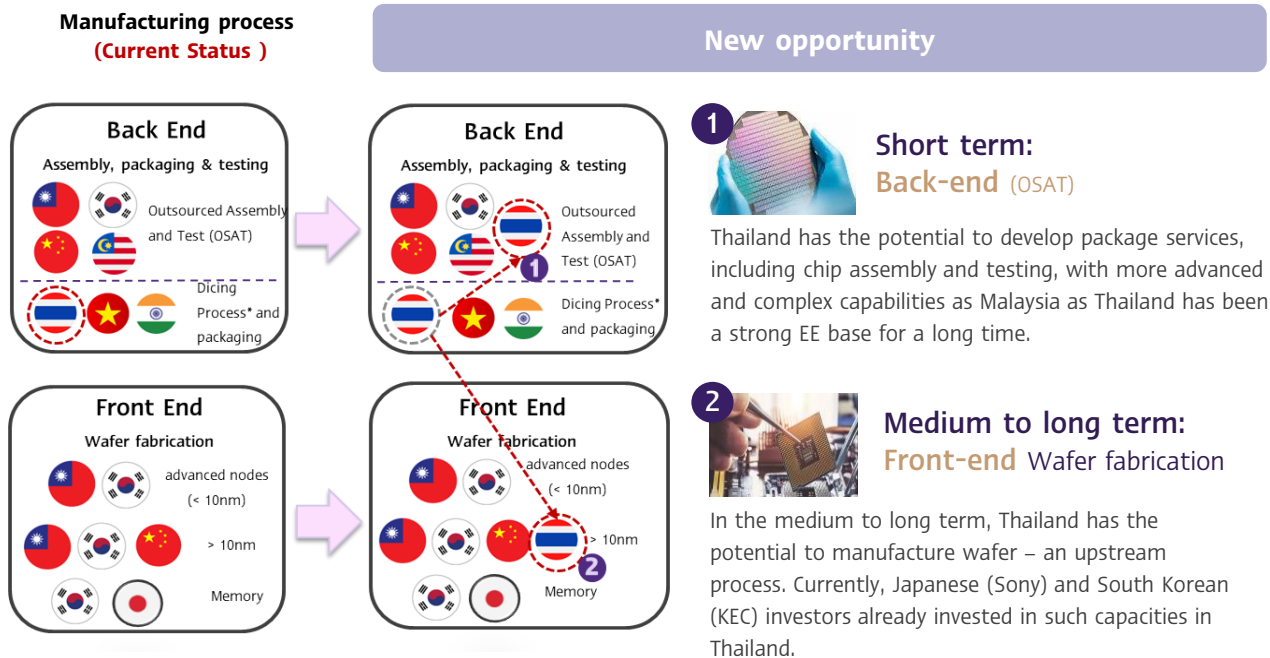 Manufacturing process
(Current Status )
New opportunity
Back End
Assembly, packaging & testing
Outsourced Assembly
and Test (OSAT)
Dicing
Process* and
packaging
Front End
Wafer fabrication
advanced nodes
(< 10nm)
> 10nm
Memory
Back End
Assembly, packaging & testing
Outsourced
Assembly and
Test (OSAT)
1
Dicing Process*
and packaging
Front End
Wafer fabrication
advanced nodes
(< 10nm)
> 10nm
2
Memory
1
Short term:
Back-end (OSAT)
Thailand has the potential to develop package services,
including chip assembly and testing, with more advanced
and complex capabilities as Malaysia as Thailand has been
a strong EE base for a long time.
2
Medium to long term:
Front-end Wafer fabrication
In the medium to long term, Thailand has the
potential to manufacture wafer – an upstream
process. Currently, Japanese (Sony) and South Korean
(KEC) investors already invested in such capacities in
Thailand.